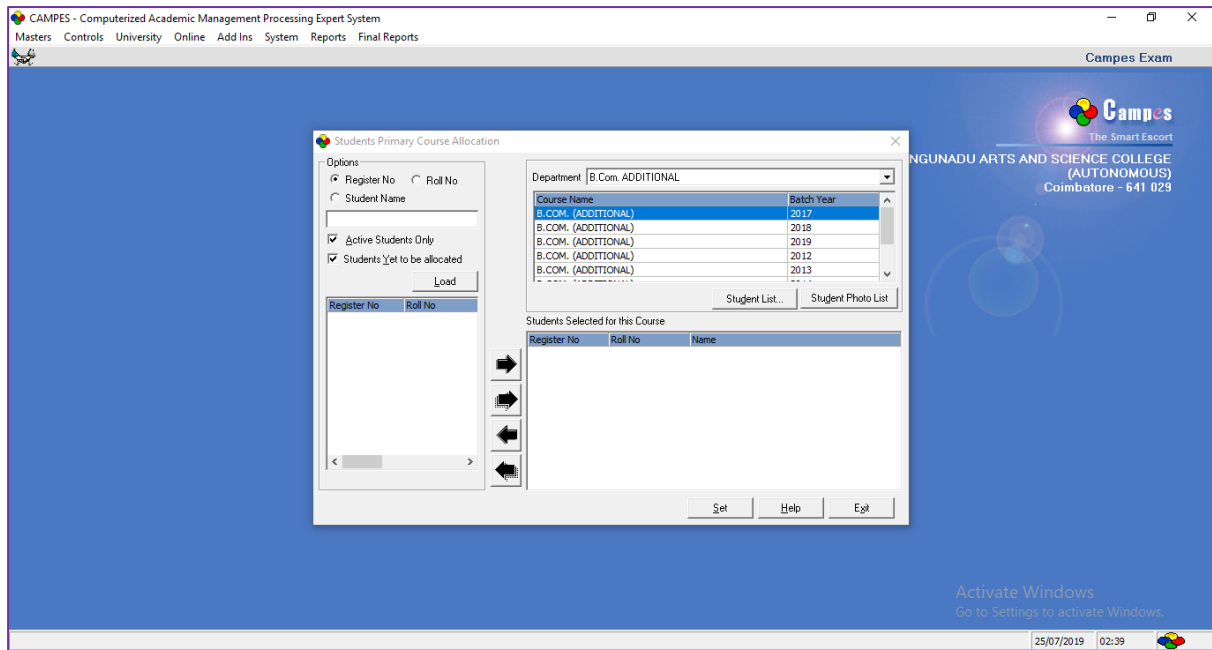 CAMPES - Computerized Academic Management Processing Expert System
Masters Controls University Online Add Ins System Reports Final Reports
Campes Exam
Campes
The Smart Escort
NGUNADU ARTS AND SCIENCE COLLEGE
(AUTONOMOUS)
Coimbatore - 641 029
Students Primary Course Allocation
Options
Register No Roll No
Student Name
Active Students Only
Students Yet to be allocated
Load
Register No Roll No
Department B.Com. ADDITIONAL
Course Name Batch Year
B.COM. (ADDITIONAL) 2017
B.COM. (ADDITIONAL) 2018
B.COM. (ADDITIONAL) 2019
B.COM. (ADDITIONAL) 2012
B.COM. (ADDITIONAL) 2013
Student List... Student Photo List
Students Selected for this Course
Register No Roll No Name
Set Help Exit
Activate Windows
Go to Settings to activate Windows.
25/07/2019 02:39